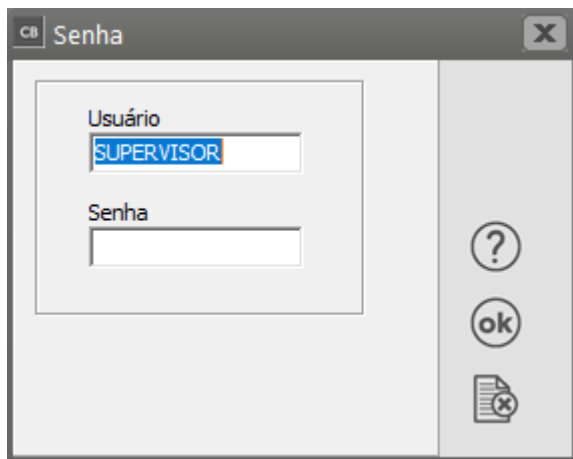 CB Senha
Usuário
SUPERVISOR
Senha
?
ok